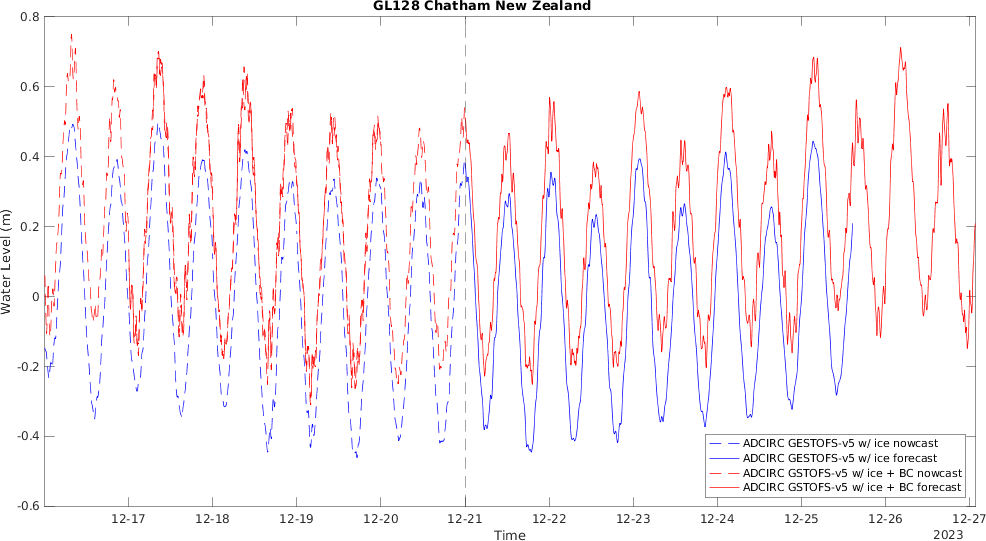 GL128 Chatham New Zealand
0.8
0.6
0.4
0.2
0
-0.2
-0.4
-0.6
Water Level (m)
ADCIRC GESTOFS-v5 w/ ice nowcast
ADCIRC GESTOFS-v5 w/ ice forecast
ADCIRC GSTOFS-v5 w/ ice + BC nowcast
ADCIRC GSTOFS-v5 w/ ice + BC forecast
12-17 12-18 12-19 12-20 12-21 12-22 12-23 12-24 12-25 12-26 12-27
Time
2023